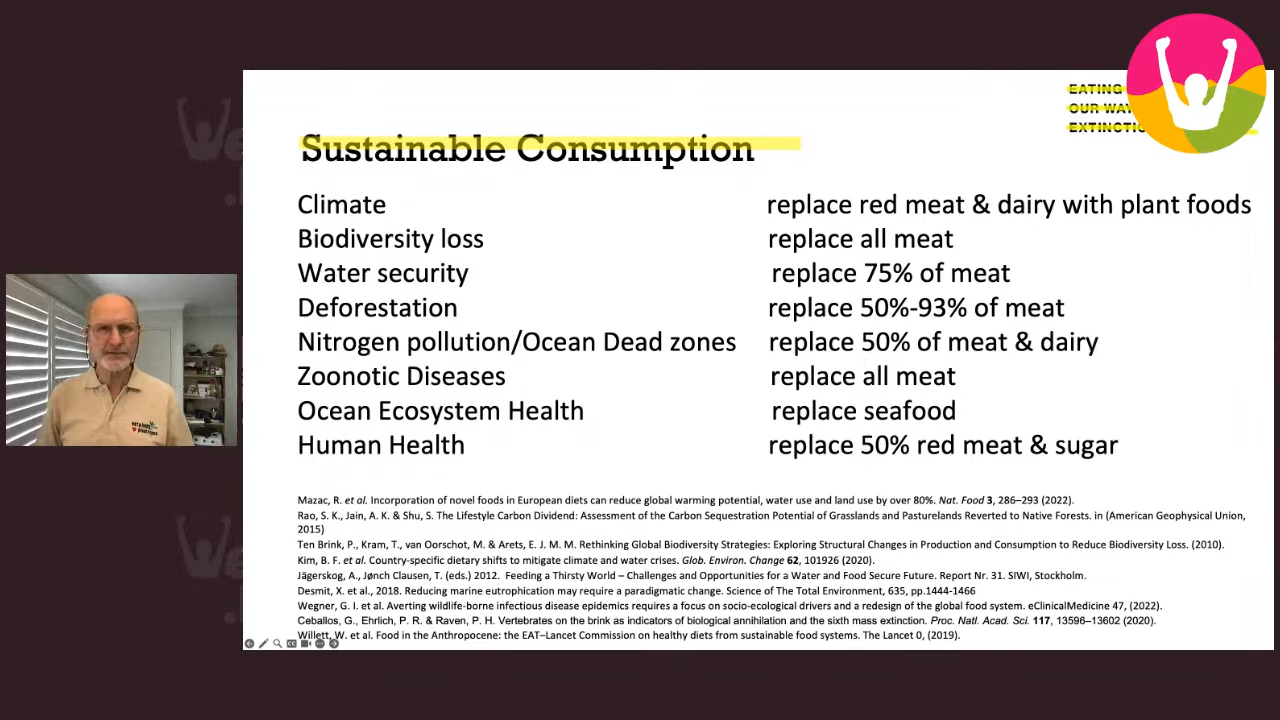 EATING
OUR WA
EXTINCTIO
Sustainable Consumption
Climate replace red meat & dairy with plant foods
Biodiversity loss replace all meat
Water security replace 75% of meat
Deforestation replace 50%-93% of meat
Nitrogen pollution/Ocean Dead zones replace 50% of meat & dairy
Zoonotic Diseases replace all meat
Ocean Ecosystem Health replace seafood
Human Health replace 50% red meat & sugar
Mazac, R. et al. Incorporation of novel foods in European diets can reduce global warming potential, water use and land use by over 80%. Nat. Food 3, 286–293 (2022).
Rao, S. K., Jain, A. K. & Shu, S. The Lifestyle Carbon Dividend: Assessment of the Carbon Sequestration Potential of Grasslands and Pasturelands Reverted to Native Forests. in (American Geophysical Union,
2015)
Ten Brink, P., Kram, T., van Oorschot, M. & Arets, E. J. M. M. Rethinking Global Biodiversity Strategies: Exploring Structural Changes in Production and Consumption to Reduce Biodiversity Loss. (2010).
Kim, B. F. et al. Country-specific dietary shifts to mitigate climate and water crises. Glob. Environ. Change 62, 101926 (2020).
Jägerskog, A., Jønch Clausen, T. (eds.) 2012. Feeding a Thirsty World – Challenges and Opportunities for a Water and Food Secure Future. Report Nr. 31. SIWI, Stockholm.
Desmit, X. et al., 2018. Reducing marine eutrophication may require a paradigmatic change. Science of The Total Environment, 635, pp.1444-1466
Wegner, G. I. et al. Averting wildlife-borne infectious disease epidemics requires a focus on socio-ecological drivers and a redesign of the global food system. eClinicalMedicine 47, (2022).
Ceballos, G., Ehrlich, P. R. & Raven, P. H. Vertebrates on the brink as indicators of biological annihilation and the sixth mass extinction. Proc. Natl. Acad. Sci. 117, 13596–13602 (2020).
Willett, W. et al. Food in the Anthropocene: the EAT–Lancet Commission on healthy diets from sustainable food systems. The Lancet 0, (2019).